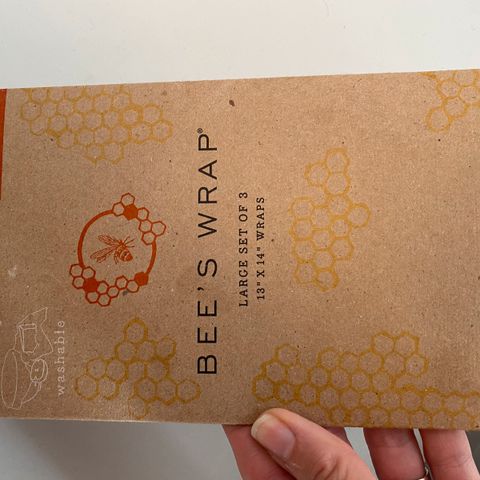 BEE'S WRAP®
LARGE SET OF 3
13" X 14" WRAPS
washable